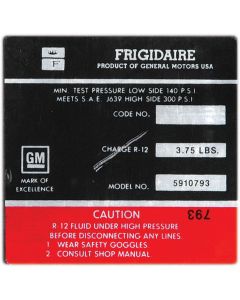 FRIGIDAIRE
PRODUCT OF GENERAL MOTORS USA
F
MIN TEST PRESSURE LOW SIDE 140 P.S.I
MEETS S.A.E. J639 HIGH SIDE 300 P.S.I
CODE NO.
CHARGE R-12 3.75 LBS.
GM
MARK OF
EXCELLENCE
MODEL NO. 5910793
793
CAUTION
R 12 FLUID UNDER HIGH PRESSURE
BEFORE DISCONNECTING ANY LINES.
1. WEAR SAFETY GOGGLES.
2. CONSULT SHOP MANUAL